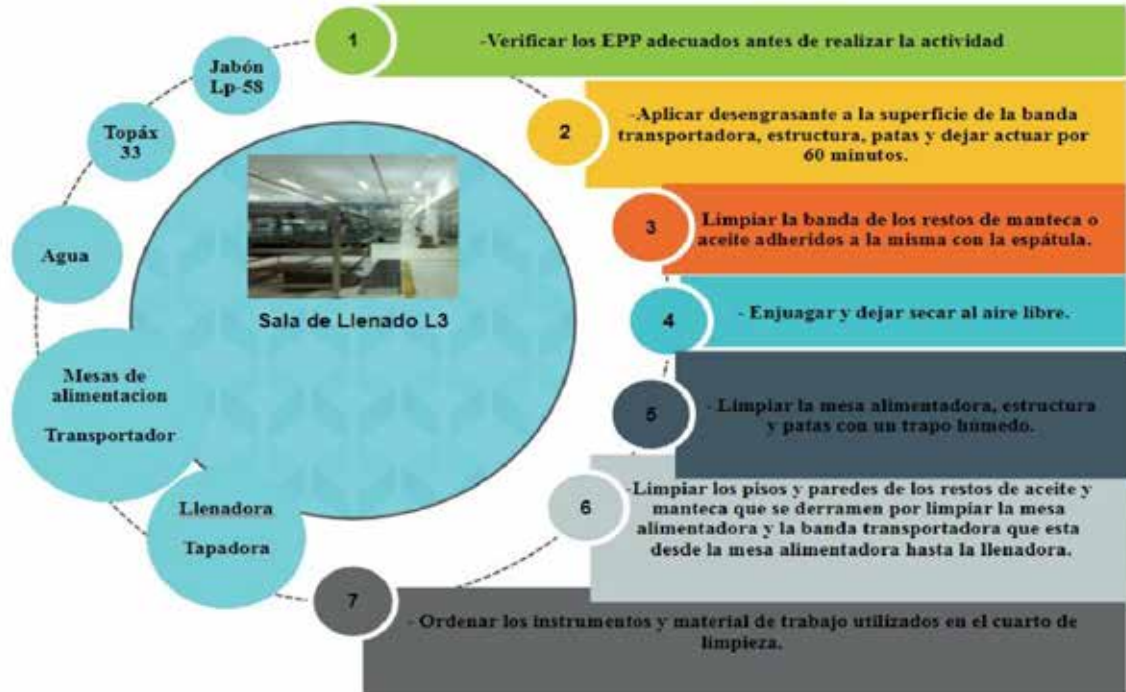 1
-Verificar los EPP adecuados antes de realizar la actividad
2
-Aplicar desengrasante a la superficie de la banda
transportadora, estructura, patas y dejar actuar por
60 minutos.
3
Limpiar la banda de los restos de manteca o
aceite adheridos a la misma con la espátula.
4
- Enjuagar y dejar secar al aire libre.
5
- Limpiar la mesa alimentadora, estructura
y patas con un trapo húmedo.
6
-Limpiar los pisos y paredes de los restos de aceite y
manteca que se derramen por limpiar la mesa
alimentadora y la banda transportadora que esta
desde la mesa alimentadora hasta la llenadora.
7
- Ordenar los instrumentos y material de trabajo utilizados en el cuarto de
limpieza.
Jabón
Lp-58
Topáx
33
Agua
Mesas de
alimentacion
Transportador
Llenadora
Tapadora
Sala de Llenado L3